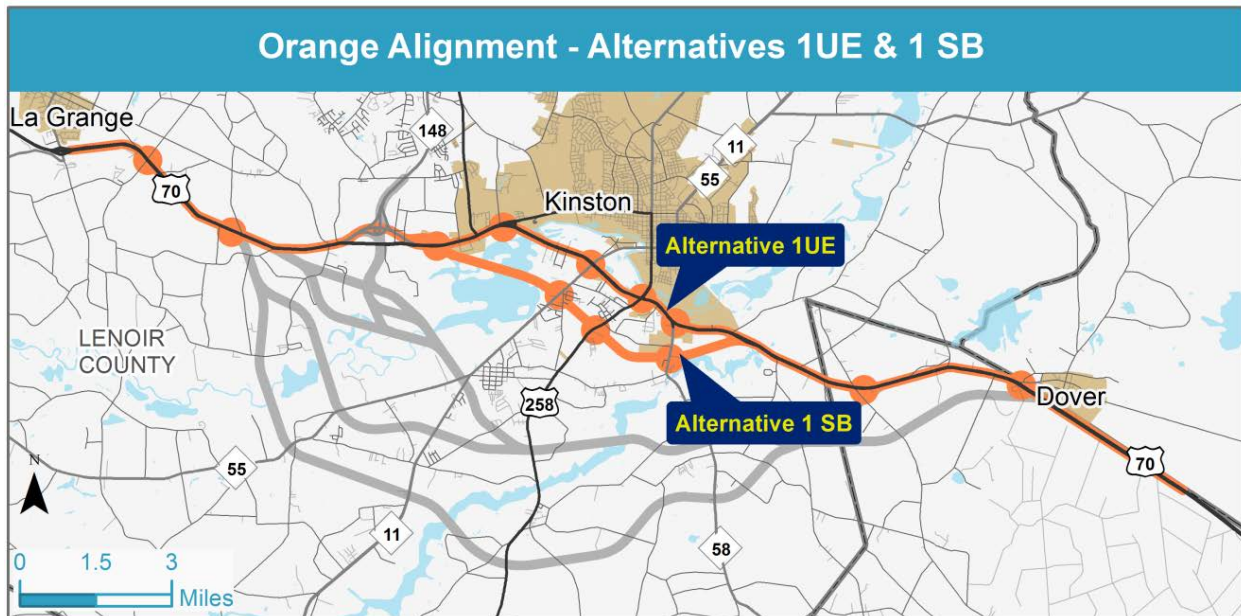 Orange Alignment - Alternatives 1UE & 1 SB
La Grange
148
11
55
70
Kinston
Alternative 1UE
LENOIR
COUNTY
258
Alternative 1 SB
Dover
N
55
70
11
58
0 1.5 3
Miles